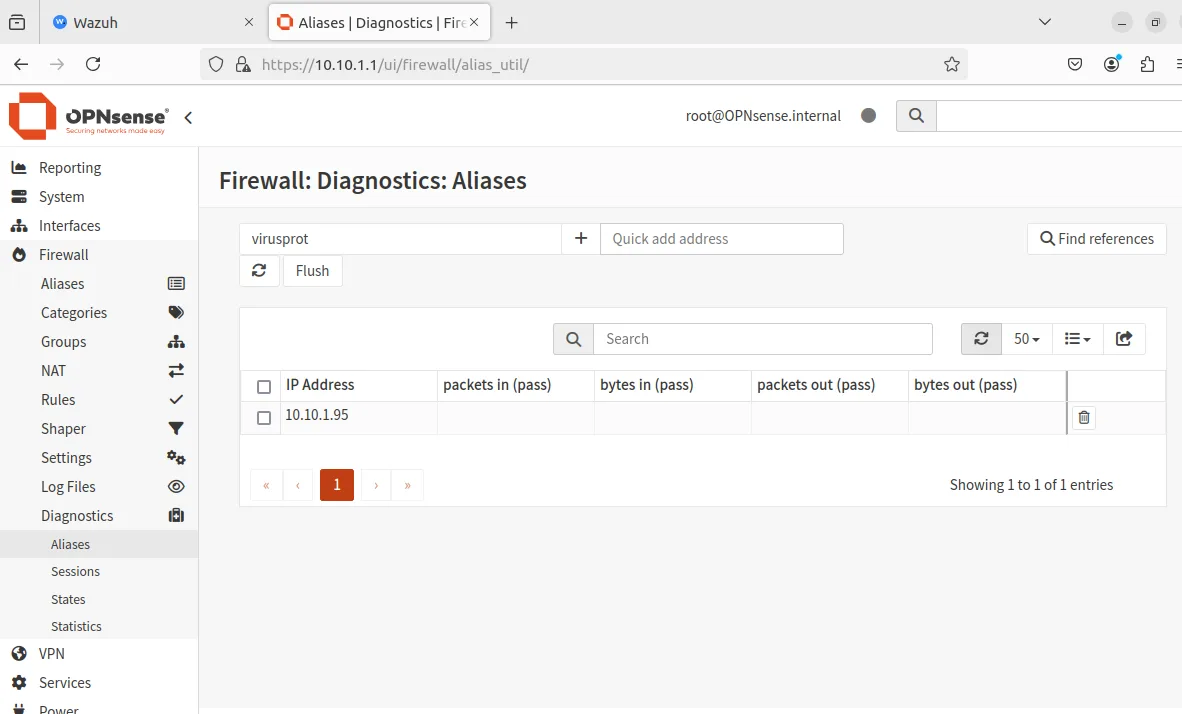 Wazuh
Aliases | Diagnostics | Fire
https://10.10.1.1/ui/firewall/alias_util/
OPNsense®
Securing networks made easy
root@OPNsense.internal
Reporting
System
Interfaces
Firewall
Aliases
Categories
Groups
NAT
Rules
Shaper
Settings
Log Files
Diagnostics
Aliases
Sessions
States
Statistics
VPN
Services
Power
Firewall: Diagnostics: Aliases
virusprot
Quick add address
Find references
Flush
Search
50
IP Address packets in (pass) bytes in (pass) packets out (pass) bytes out (pass)
10.10.1.95
« ‹ 1 › »
Showing 1 to 1 of 1 entries